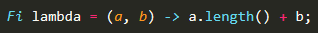 Fi lambda = (a, b) -> a.length() + b;